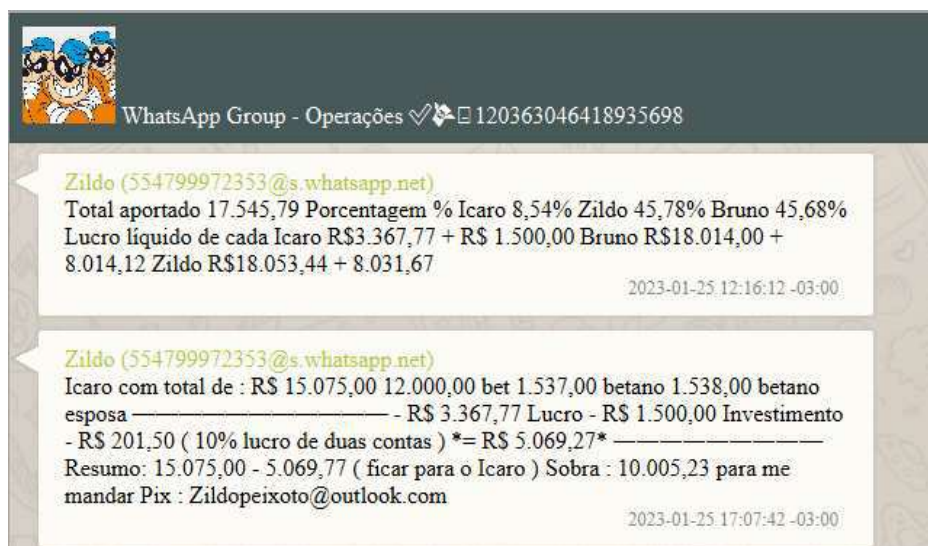 WhatsApp Group - Operações 120363046418935698
Zildo (554799972353@s.whatsapp.net)
Total aportado 17.545,79 Porcentagem % Icaro 8,54% Zildo 45,78% Bruno 45,68%
Lucro líquido de cada Icaro R$3.367,77 + R$ 1.500,00 Bruno R$18.014,00 +
8.014,12 Zildo R$18.053,44 + 8.031,67
2023-01-25 12:16:12 -03:00
Zildo (554799972353@s.whatsapp.net)
Icaro com total de : R$ 15.075,00 12.000,00 bet 1.537,00 betano 1.538,00 betano
esposa ——————————— - R$ 3.367,77 Lucro - R$ 1.500,00 Investimento
- R$ 201,50 ( 10% lucro de duas contas ) *= R$ 5.069,27* —————————
Resumo: 15.075,00 - 5.069,77 ( ficar para o Icaro ) Sobra : 10.005,23 para me
mandar Pix : Zildopeixoto@outlook.com
2023-01-25 17:07:42 -03:00